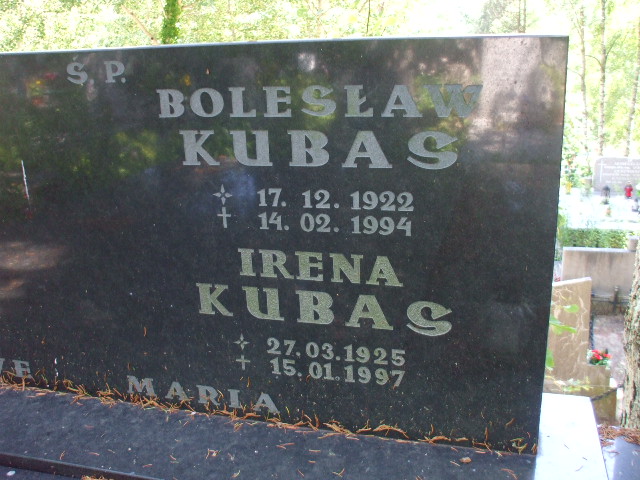 Ś.P.
BOLESŁAW
KUBAS
17. 12. 1922
14. 02. 1994
IRENA
KUBAS
27. 03. 1925
15. 01. 1997
MARIA